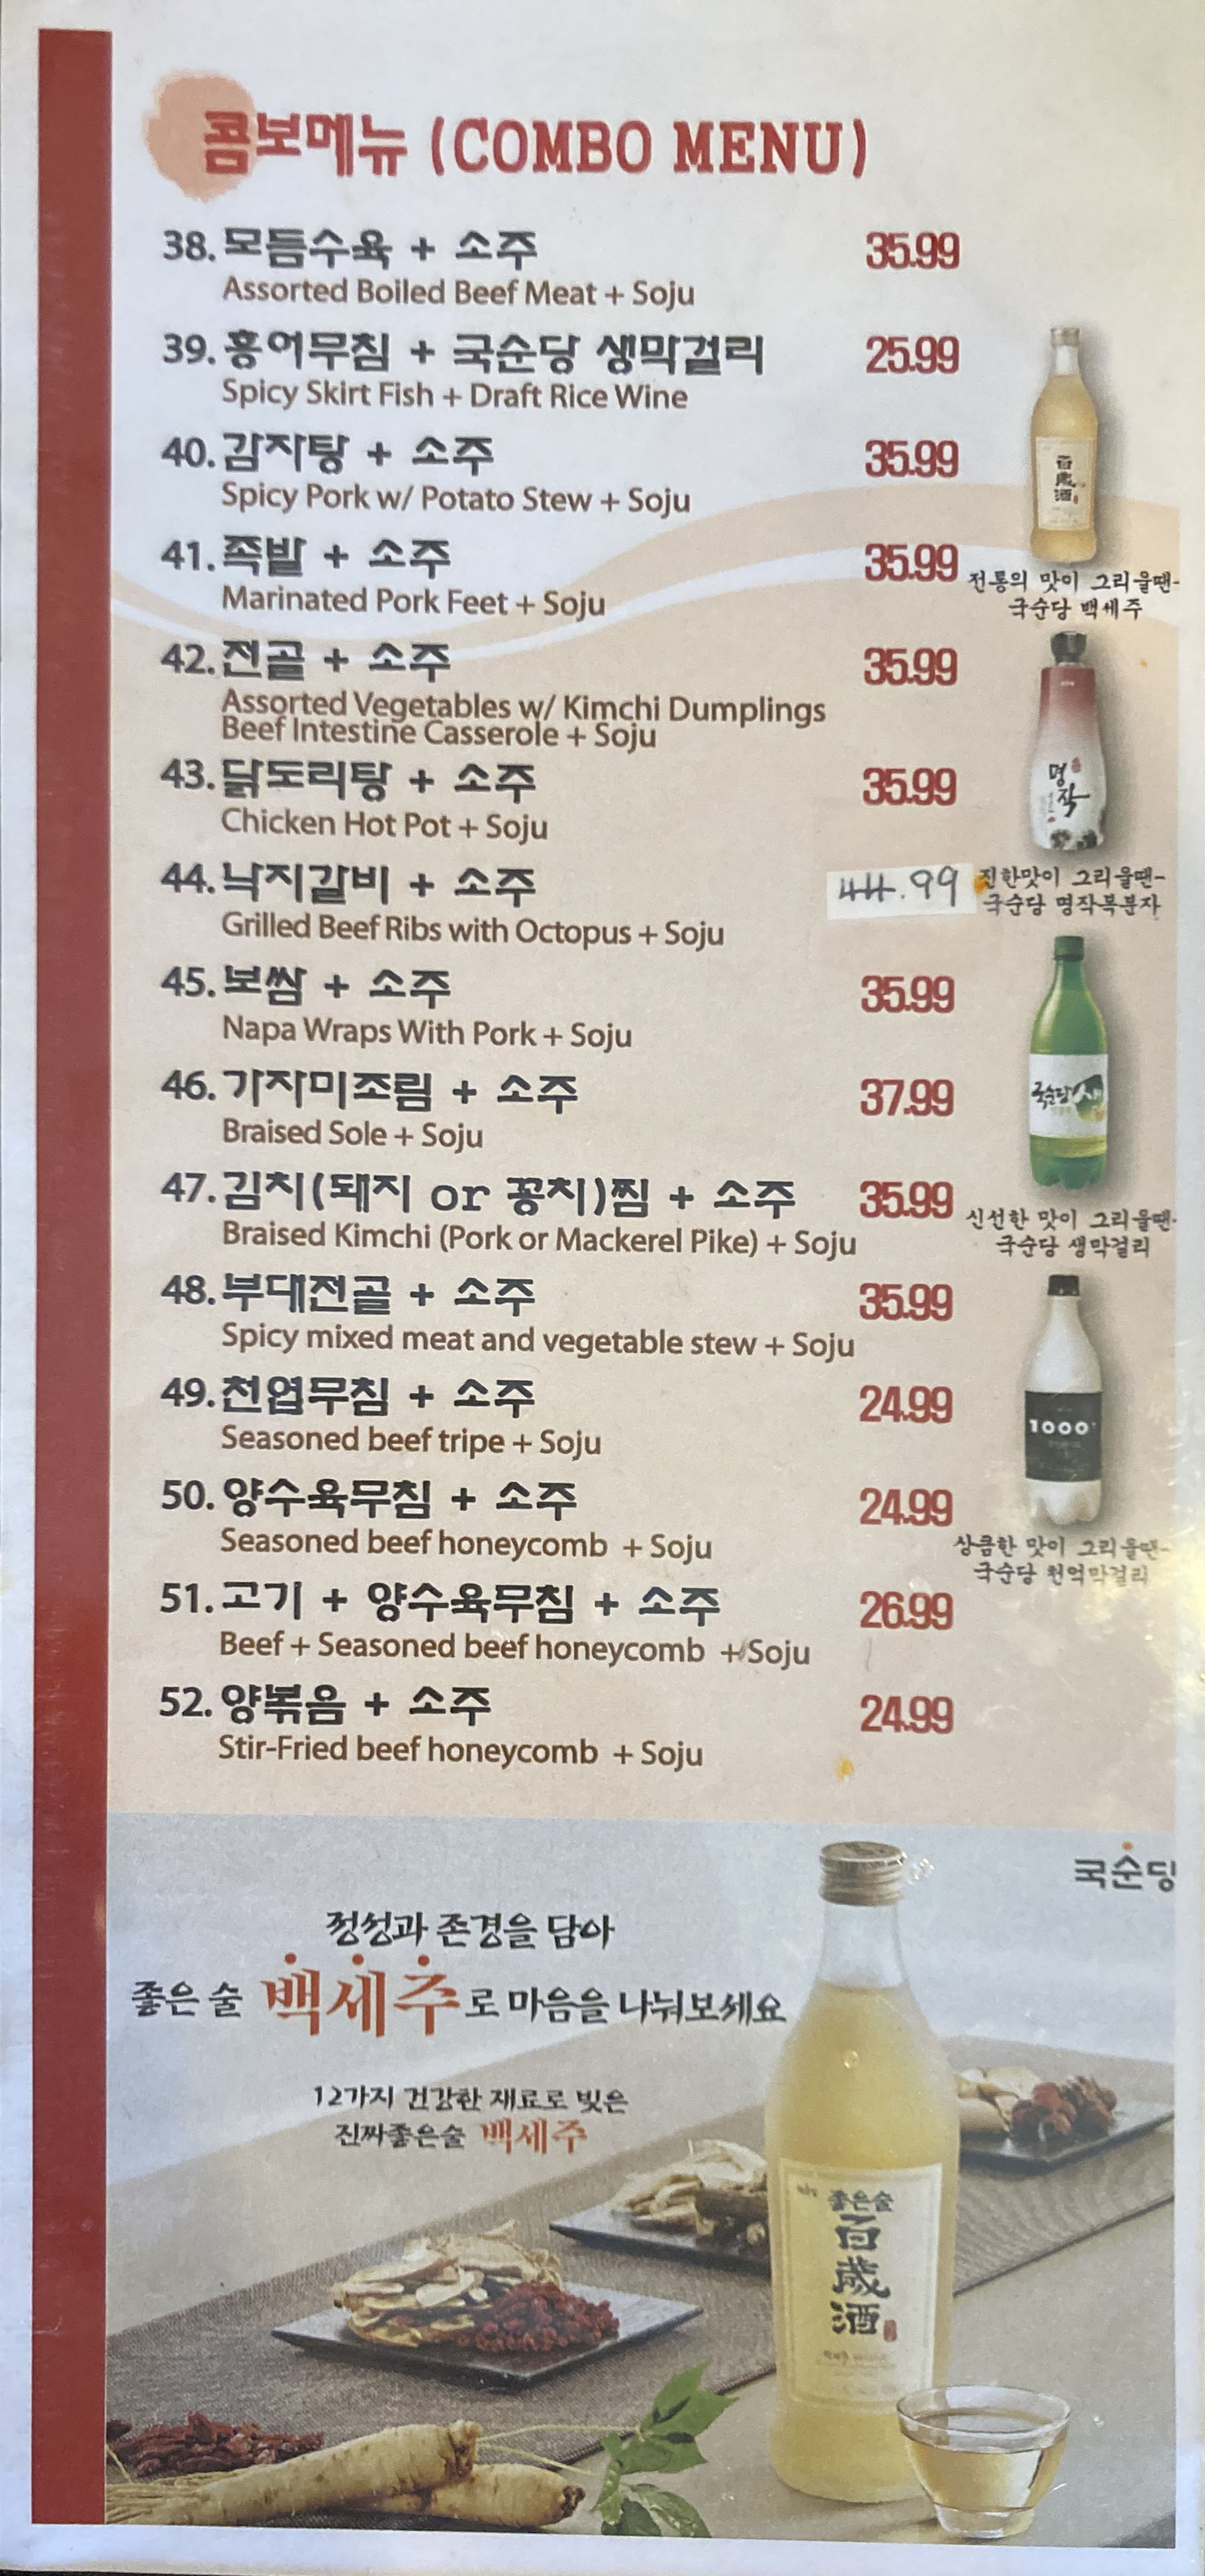 콤보메뉴 (COMBO MENU)
38. 모듬수육 + 소주 35.99
Assorted Boiled Beef Meat + Soju
39. 홍어무침 + 국순당 생막걸리 25.99
Spicy Skirt Fish + Draft Rice Wine
40. 감자탕 + 소주 35.99
Spicy Pork w/ Potato Stew + Soju
41. 족발 + 소주 35.99
Marinated Pork Feet + Soju
42. 전골 + 소주 35.99
Assorted Vegetables w/ Kimchi Dumplings
Beef Intestine Casserole + Soju
43. 닭도리탕 + 소주 35.99
Chicken Hot Pot + Soju
44. 낙지갈비 + 소주 44.99
Grilled Beef Ribs with Octopus + Soju
45. 보쌈 + 소주 35.99
Napa Wraps With Pork + Soju
46. 가자미조림 + 소주 37.99
Braised Sole + Soju
47. 김치(돼지 or 꽁치)찜 + 소주 35.99
Braised Kimchi (Pork or Mackerel Pike) + Soju
48. 부대전골 + 소주 35.99
Spicy mixed meat and vegetable stew + Soju
49. 천엽무침 + 소주 24.99
Seasoned beef tripe + Soju
50. 양수육무침 + 소주 24.99
Seasoned beef honeycomb + Soju
51. 고기 + 양수육무침 + 소주 26.99
Beef + Seasoned beef honeycomb + Soju
52. 양볶음 + 소주 24.99
Stir-Fried beef honeycomb + Soju
百歲酒
전통의 맛이 그리울땐-
국순당 백세주
명작
진한맛이 그리울땐-
국순당 명작복분자
국순당 생
신선한 맛이 그리울땐-
국순당 생막걸리
1000
상큼한 맛이 그리울땐-
국순당 천억막걸리
국순당
정성과 존경을 담아
좋은 술 백세주로 마음을 나눠보세요
12가지 건강한 재료로 빚은
진짜좋은술 백세주
좋은술
百歲酒